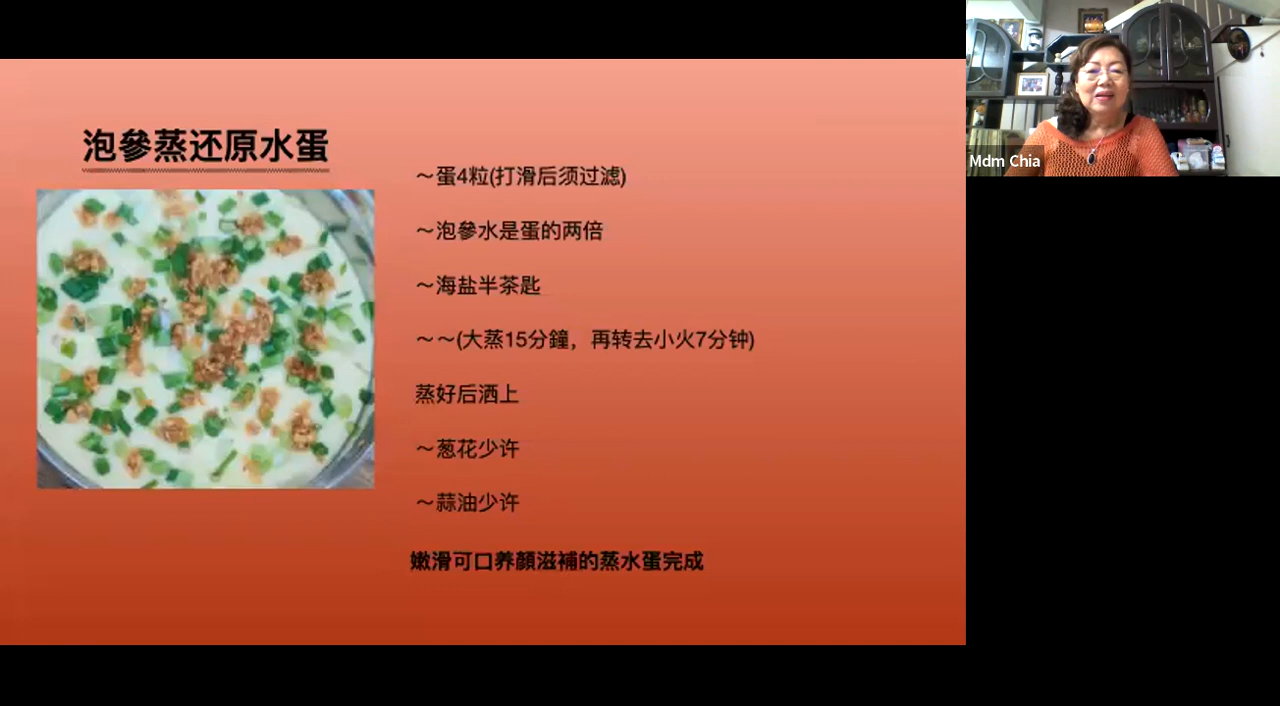 泡參蒸还原水蛋
～蛋4粒(打滑后须过滤)
～泡參水是蛋的两倍
～海盐半茶匙
～～(大蒸15分鐘，再转去小火7分钟)
蒸好后洒上
～葱花少许
～蒜油少许
嫩滑可口养顏滋補的蒸水蛋完成
Mdm Chia